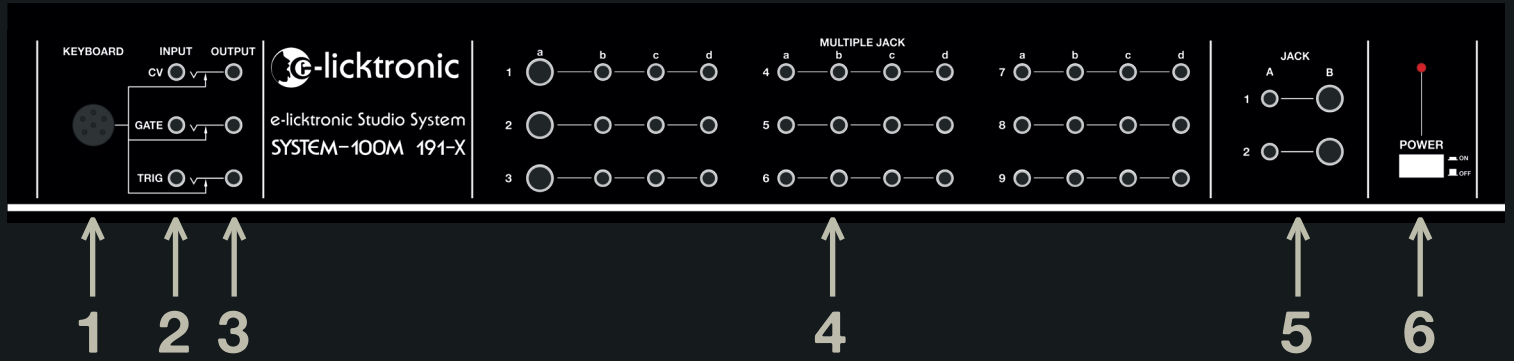 KEYBOARD INPUT OUTPUT
CV
GATE
TRIG
e-licktronic
e-licktronic Studio System
SYSTEM-100M 191-X
MULTIPLE JACK
a b c d a b c d a b c d
1 4 7
2 5 8
3 6 9
JACK
A B
1
2
POWER
ON
OFF
1 2 3 4 5 6